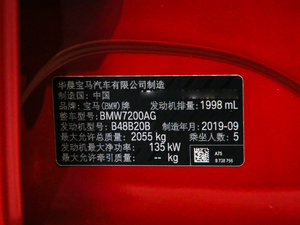 华晨宝马汽车有限公司制造
制造国：中国
品牌：宝马(BMW)牌 发动机排量：1998 mL
整车型号：BMW7200AG
发动机型号：B48B20B 制造年月：2019-09
最大允许总质量：2055 kg 乘坐人数：5
发动机最大净功率：135 kW
最大允许牵引质量：-- kg
A75